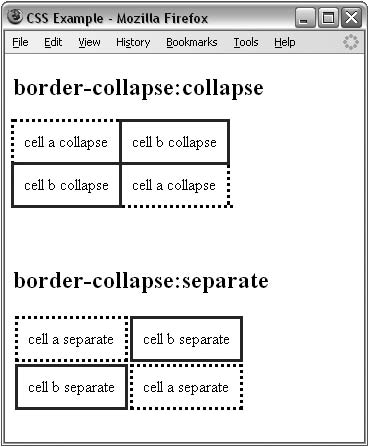 CSS Example - Mozilla Firefox
File Edit View History Bookmarks Tools Help
border-collapse:collapse
cell a collapse cell b collapse
cell b collapse cell a collapse
border-collapse:separate
cell a separate cell b separate
cell b separate cell a separate